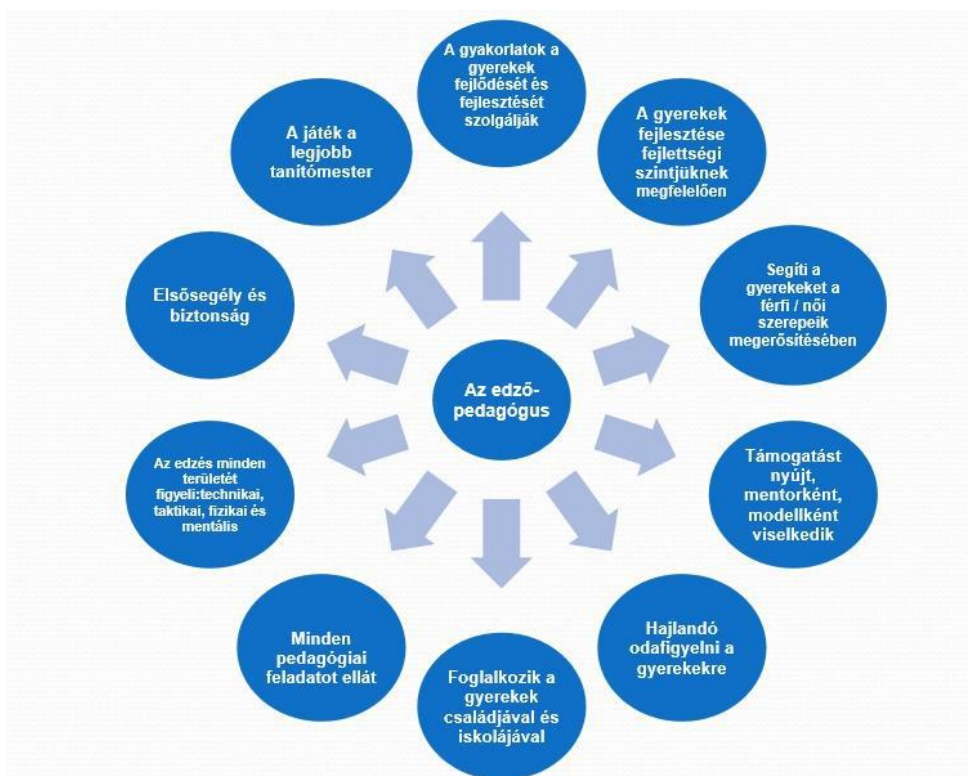 A gyakorlatok a
gyerekek
fejlődését és
fejlesztését
szolgálják
A gyerekek
fejlesztése
fejlettségi
szintjüknek
megfelelően
Segíti a
gyerekeket a
férfi / női
szerepeik
megerősítésében
Támogatást
nyújt,
mentorként,
modellként
viselkedik
Hajlandó
odafigyelni a
gyerekekre
Foglalkozik a
gyerekek
családjával és
iskolájával
Minden
pedagógiai
feladatot ellát
Az edzés minden
területét
figyeli:technikai,
taktikai, fizikai és
mentális
Elsősegély és
biztonság
A játék a
legjobb
tanítómester
Az edző-
pedagógus